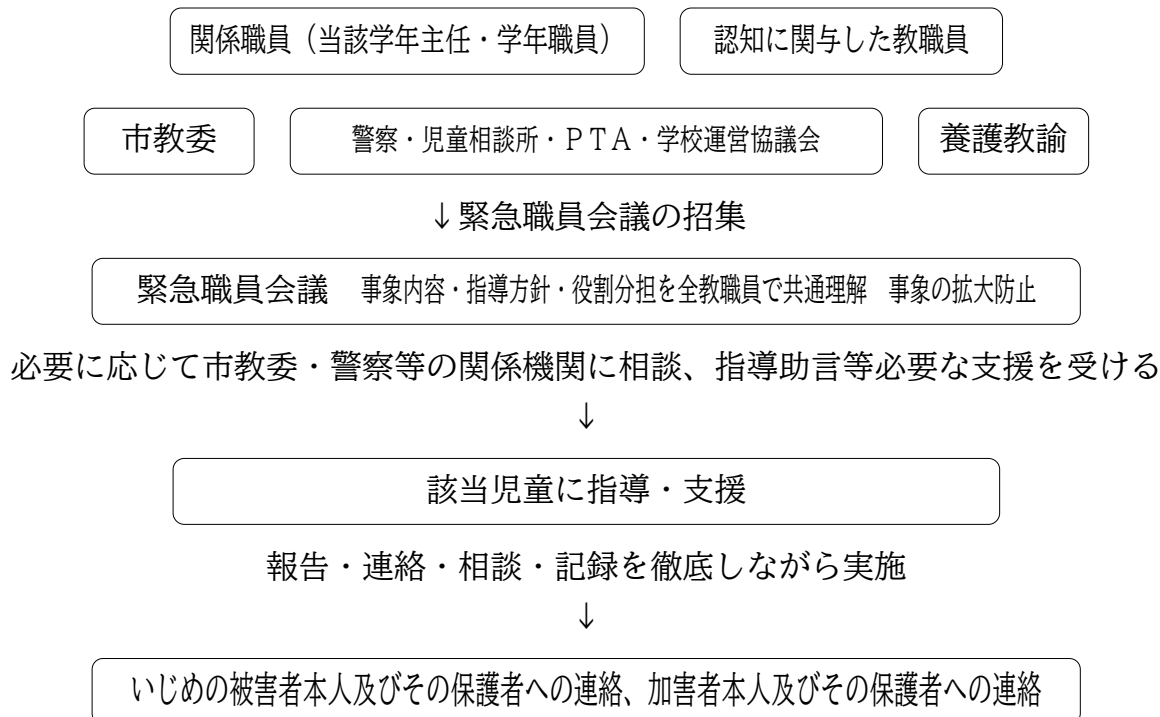 関係職員（当該学年主任・学年職員） 認知に関与した教職員
市教委 警察・児童相談所・ＰＴＡ・学校運営協議会 養護教諭
↓緊急職員会議の招集
緊急職員会議　事象内容・指導方針・役割分担を全教職員で共通理解　事象の拡大防止
必要に応じて市教委・警察等の関係機関に相談、指導助言等必要な支援を受ける
↓
該当児童に指導・支援
報告・連絡・相談・記録を徹底しながら実施
↓
いじめの被害者本人及びその保護者への連絡、加害者本人及びその保護者への連絡